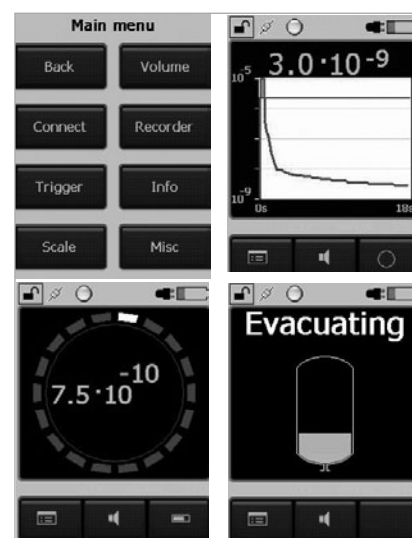 Main menu
Back Volume
Connect Recorder
Trigger Info
Scale Misc
3.0·10⁻⁹
10⁻⁵
10⁻⁹
0s 18s
7.5·10⁻¹⁰
Evacuating